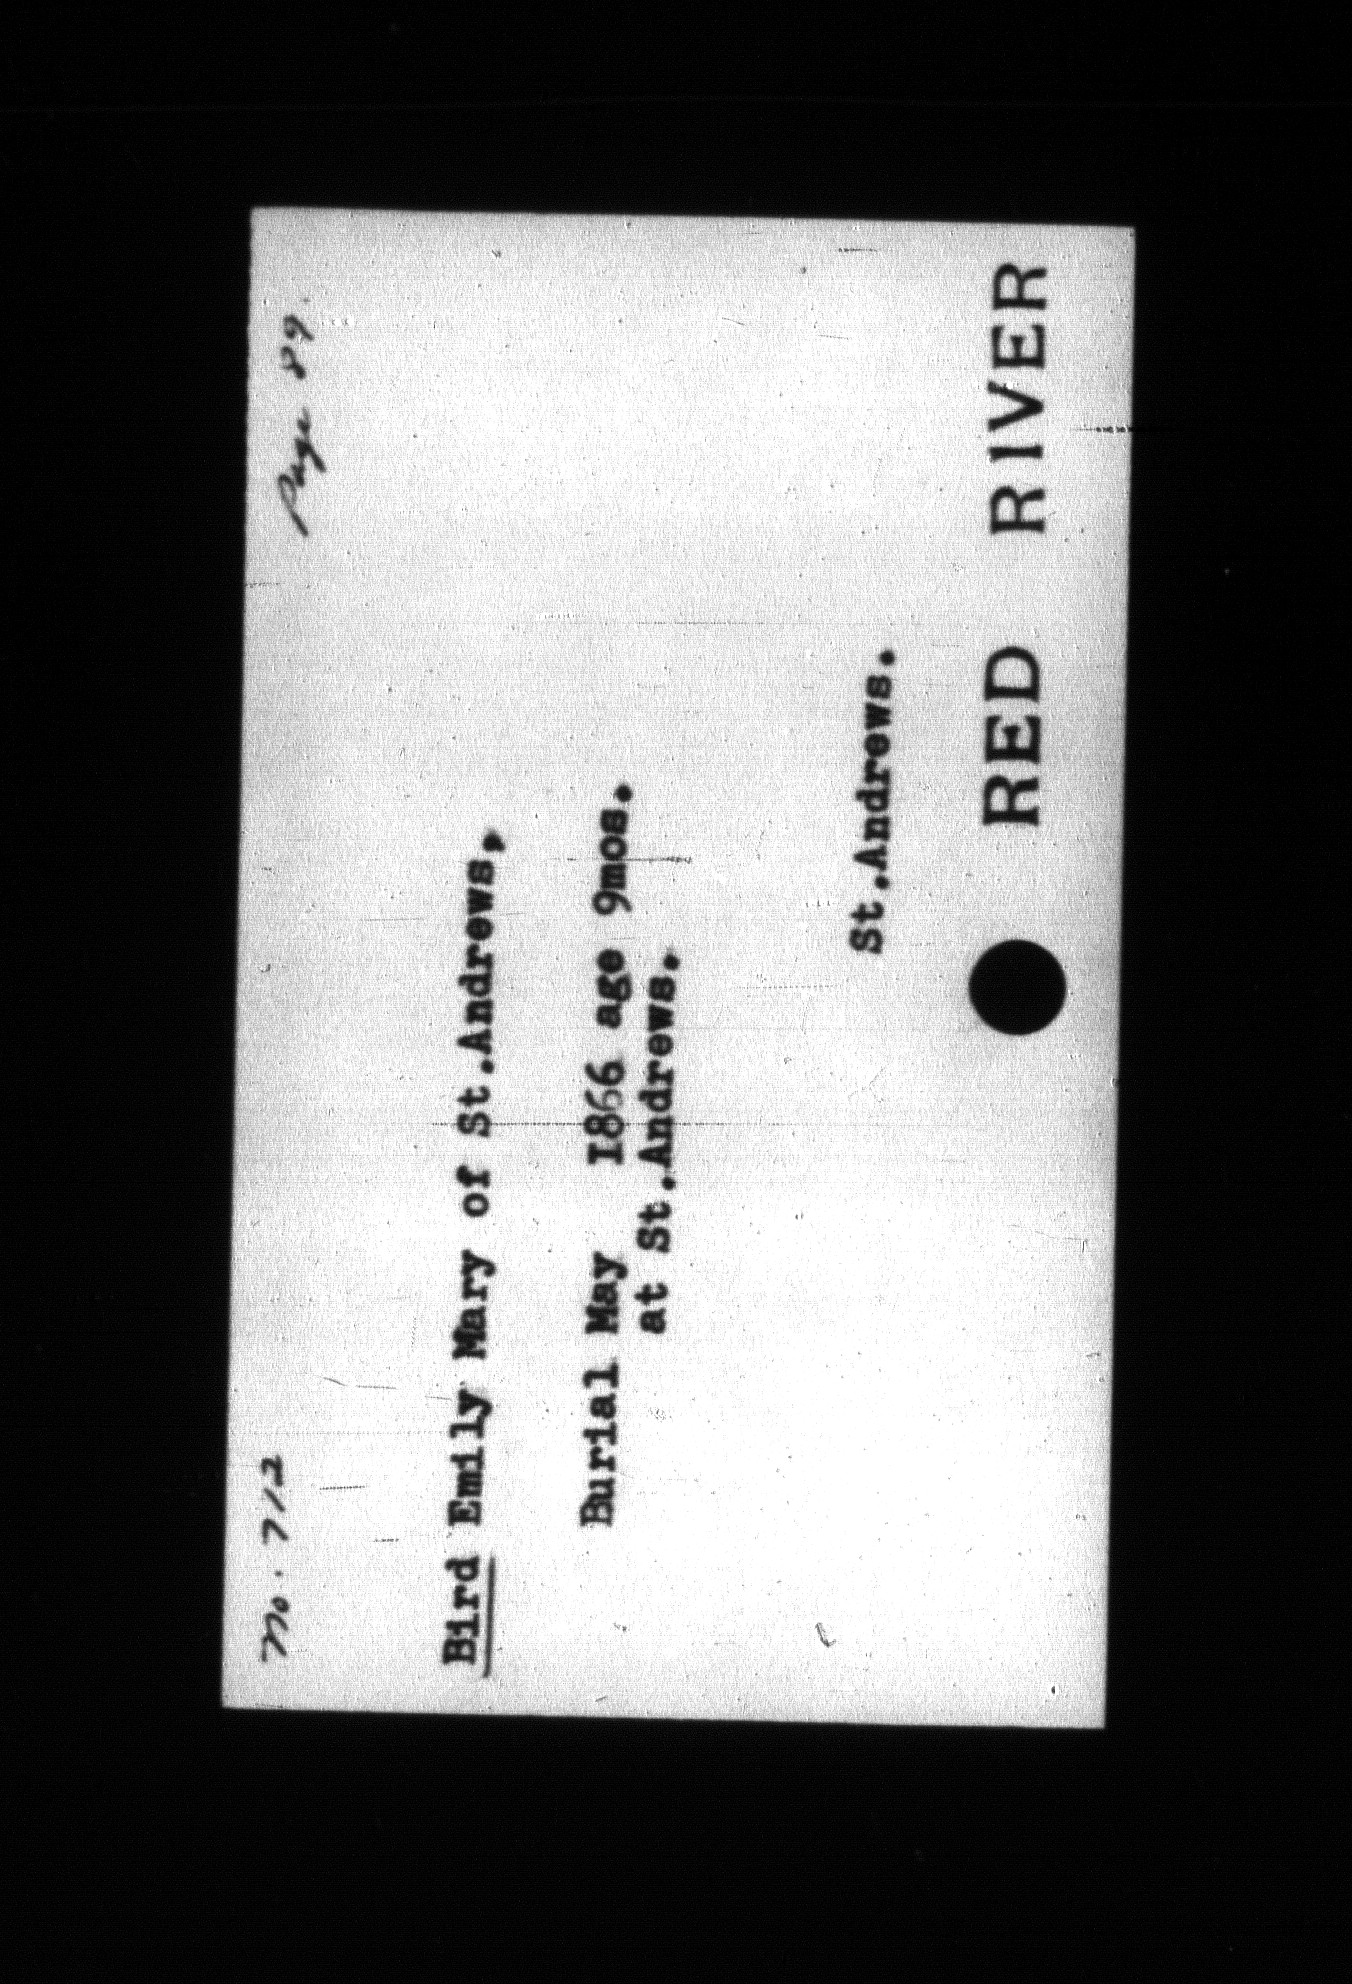 No. 712 Page 89.
Bird Emily Mary of St.Andrews,
Burial May I866 age 9mos.
at St.Andrews.
St.Andrews.
RED RIVER